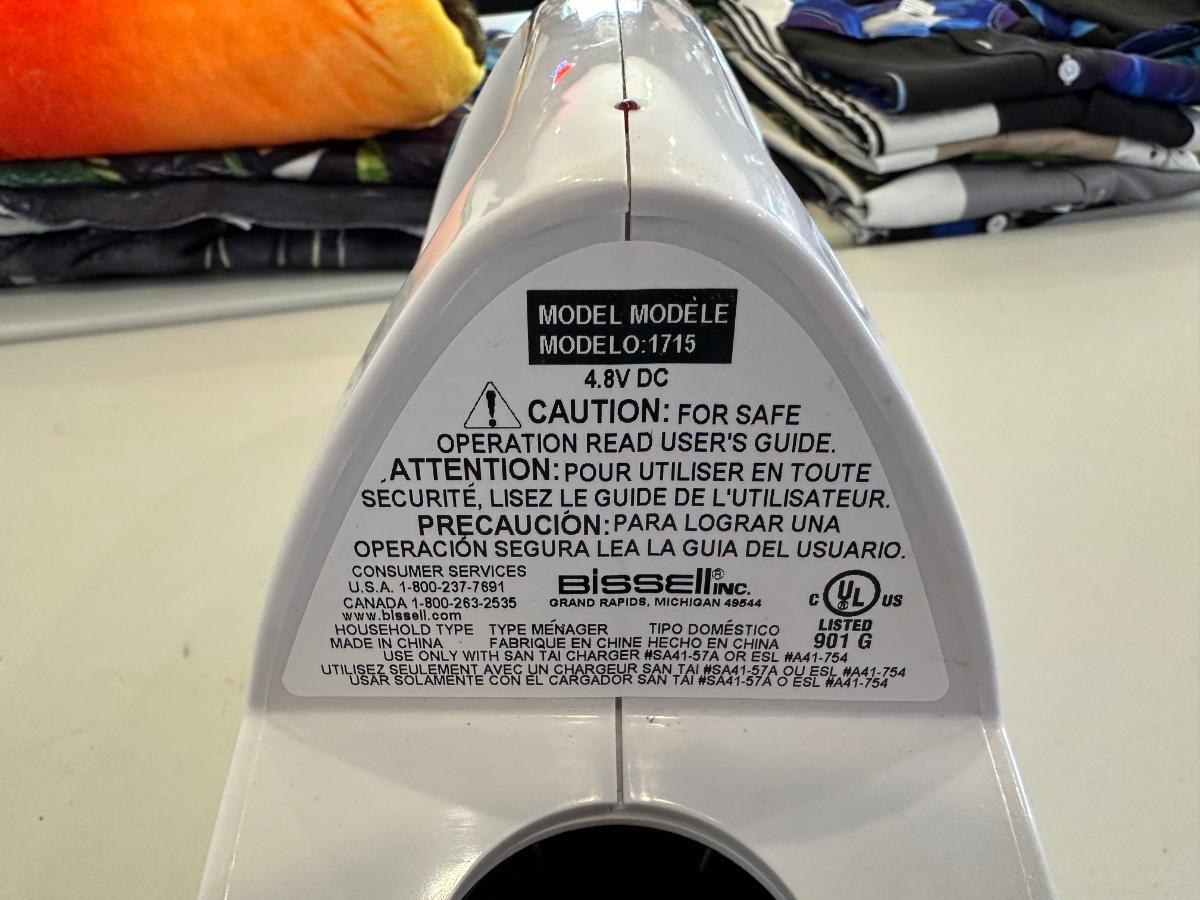 MODEL MODÈLE
MODELO:1715
4.8V DC
CAUTION: FOR SAFE
OPERATION READ USER'S GUIDE.
ATTENTION: POUR UTILISER EN TOUTE
SÉCURITÉ, LISEZ LE GUIDE DE L'UTILISATEUR.
PRECAUCIÓN: PARA LOGRAR UNA
OPERACIÓN SEGURA LEA LA GUIA DEL USUARIO.
CONSUMER SERVICES
U.S.A. 1-800-237-7691
CANADA 1-800-263-2535
www.bissell.com
BISSELL® INC.
GRAND RAPIDS, MICHIGAN 49544
C UL® US
LISTED
901 G
HOUSEHOLD TYPE TYPE MÉNAGER TIPO DOMÉSTICO
MADE IN CHINA FABRIQUE EN CHINE HECHO EN CHINA
USE ONLY WITH SAN TAI CHARGER #SA41-57A OR ESL #A41-754
UTILISEZ SEULEMENT AVEC UN CHARGEUR SAN TAI #SA41-57A OU ESL #A41-754
USAR SOLAMENTE CON EL CARGADOR SAN TAI #SA41-57A O ESL #A41-754